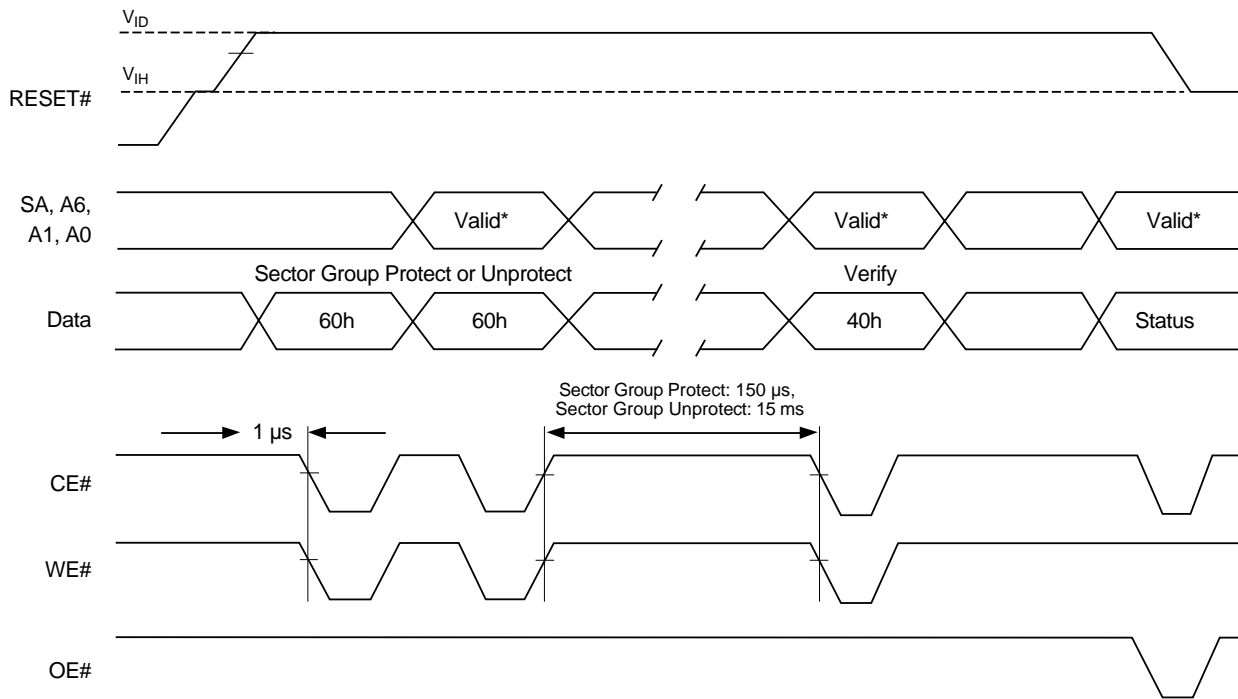 VID
VIH
RESET#
SA, A6,
A1, A0
Valid*
Valid*
Valid*
Sector Group Protect or Unprotect
Verify
Data
60h
60h
40h
Status
Sector Group Protect: 150 µs,
Sector Group Unprotect: 15 ms
1 µs
CE#
WE#
OE#